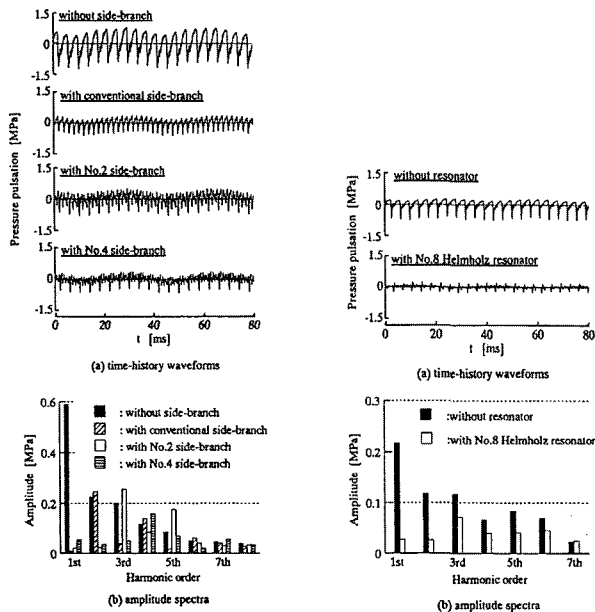 1.5
without side-branch
0
-1.5
1.5
with conventional side-branch
0
-1.5
1.5
with No.2 side-branch
0
-1.5
1.5
with No.4 side-branch
0
-1.5
Pressure pulsation [MPa]
0 20 40 60 80
t [ms]
(a) time-history waveforms
0.6
0.4
0.2
0
Amplitude [MPa]
: without side-branch
: with conventional side-branch
: with No.2 side-branch
: with No.4 side-branch
1st 3rd 5th 7th
Harmonic order
(b) amplitude spectra
1.5
without resonator
0
-1.5
1.5
with No.8 Helmholz resonator
0
-1.5
Pressure pulsation [MPa]
0 20 40 60 80
t [ms]
(a) time-history waveforms
0.3
0.2
0.1
0
Amplitude [MPa]
:without resonator
:with No.8 Helmholz resonator
1st 3rd 5th 7th
Harmonic order
(b) amplitude spectra